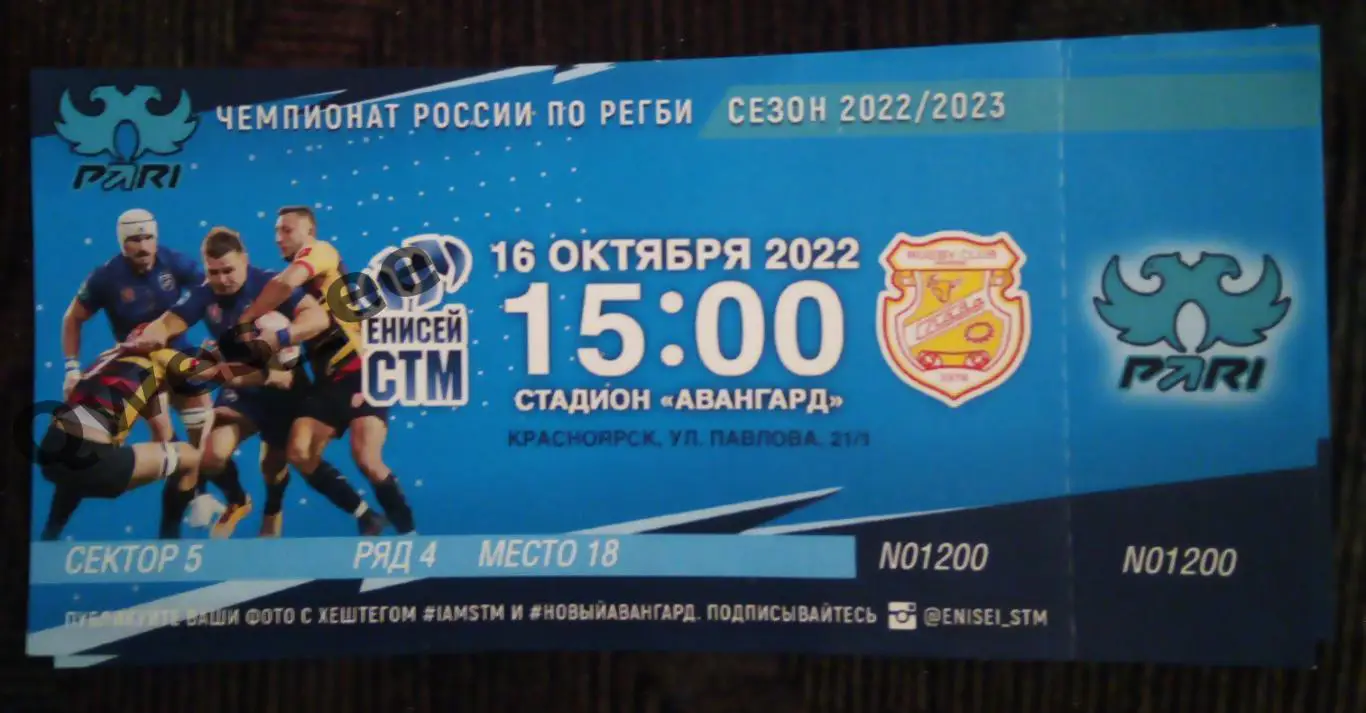 PARI
ЧЕМПИОНАТ РОССИИ ПО РЕГБИ СЕЗОН 2022/2023
16 ОКТЯБРЯ 2022
15:00
СТАДИОН «АВАНГАРД»
КРАСНОЯРСК, УЛ. ПАВЛОВА, 21/1
ЕНИСЕЙ
СТМ
RUGBY CLUB
PARI
СЕКТОР 5 РЯД 4 МЕСТО 18 N01200 N01200
ПУБЛИКУЙТЕ ВАШИ ФОТО С ХЕШТЕГОМ #IAMSTM И #НОВЫЙАВАНГАРД. ПОДПИСЫВАЙТЕСЬ @ENISEI_STM